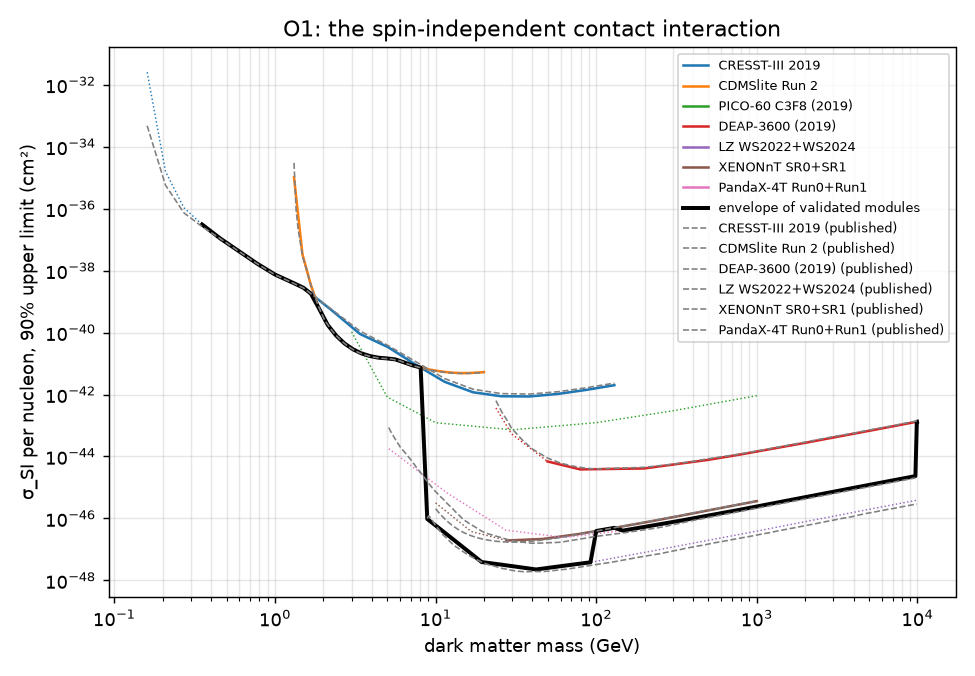 O1: the spin-independent contact interaction
σ_SI per nucleon, 90% upper limit (cm²)
10⁻³²
10⁻³⁴
10⁻³⁶
10⁻³⁸
10⁻⁴⁰
10⁻⁴²
10⁻⁴⁴
10⁻⁴⁶
10⁻⁴⁸
CRESST-III 2019
CDMSlite Run 2
PICO-60 C3F8 (2019)
DEAP-3600 (2019)
LZ WS2022+WS2024
XENONnT SR0+SR1
PandaX-4T Run0+Run1
envelope of validated modules
CRESST-III 2019 (published)
CDMSlite Run 2 (published)
DEAP-3600 (2019) (published)
LZ WS2022+WS2024 (published)
XENONnT SR0+SR1 (published)
PandaX-4T Run0+Run1 (published)
10⁻¹ 10⁰ 10¹ 10² 10³ 10⁴
dark matter mass (GeV)